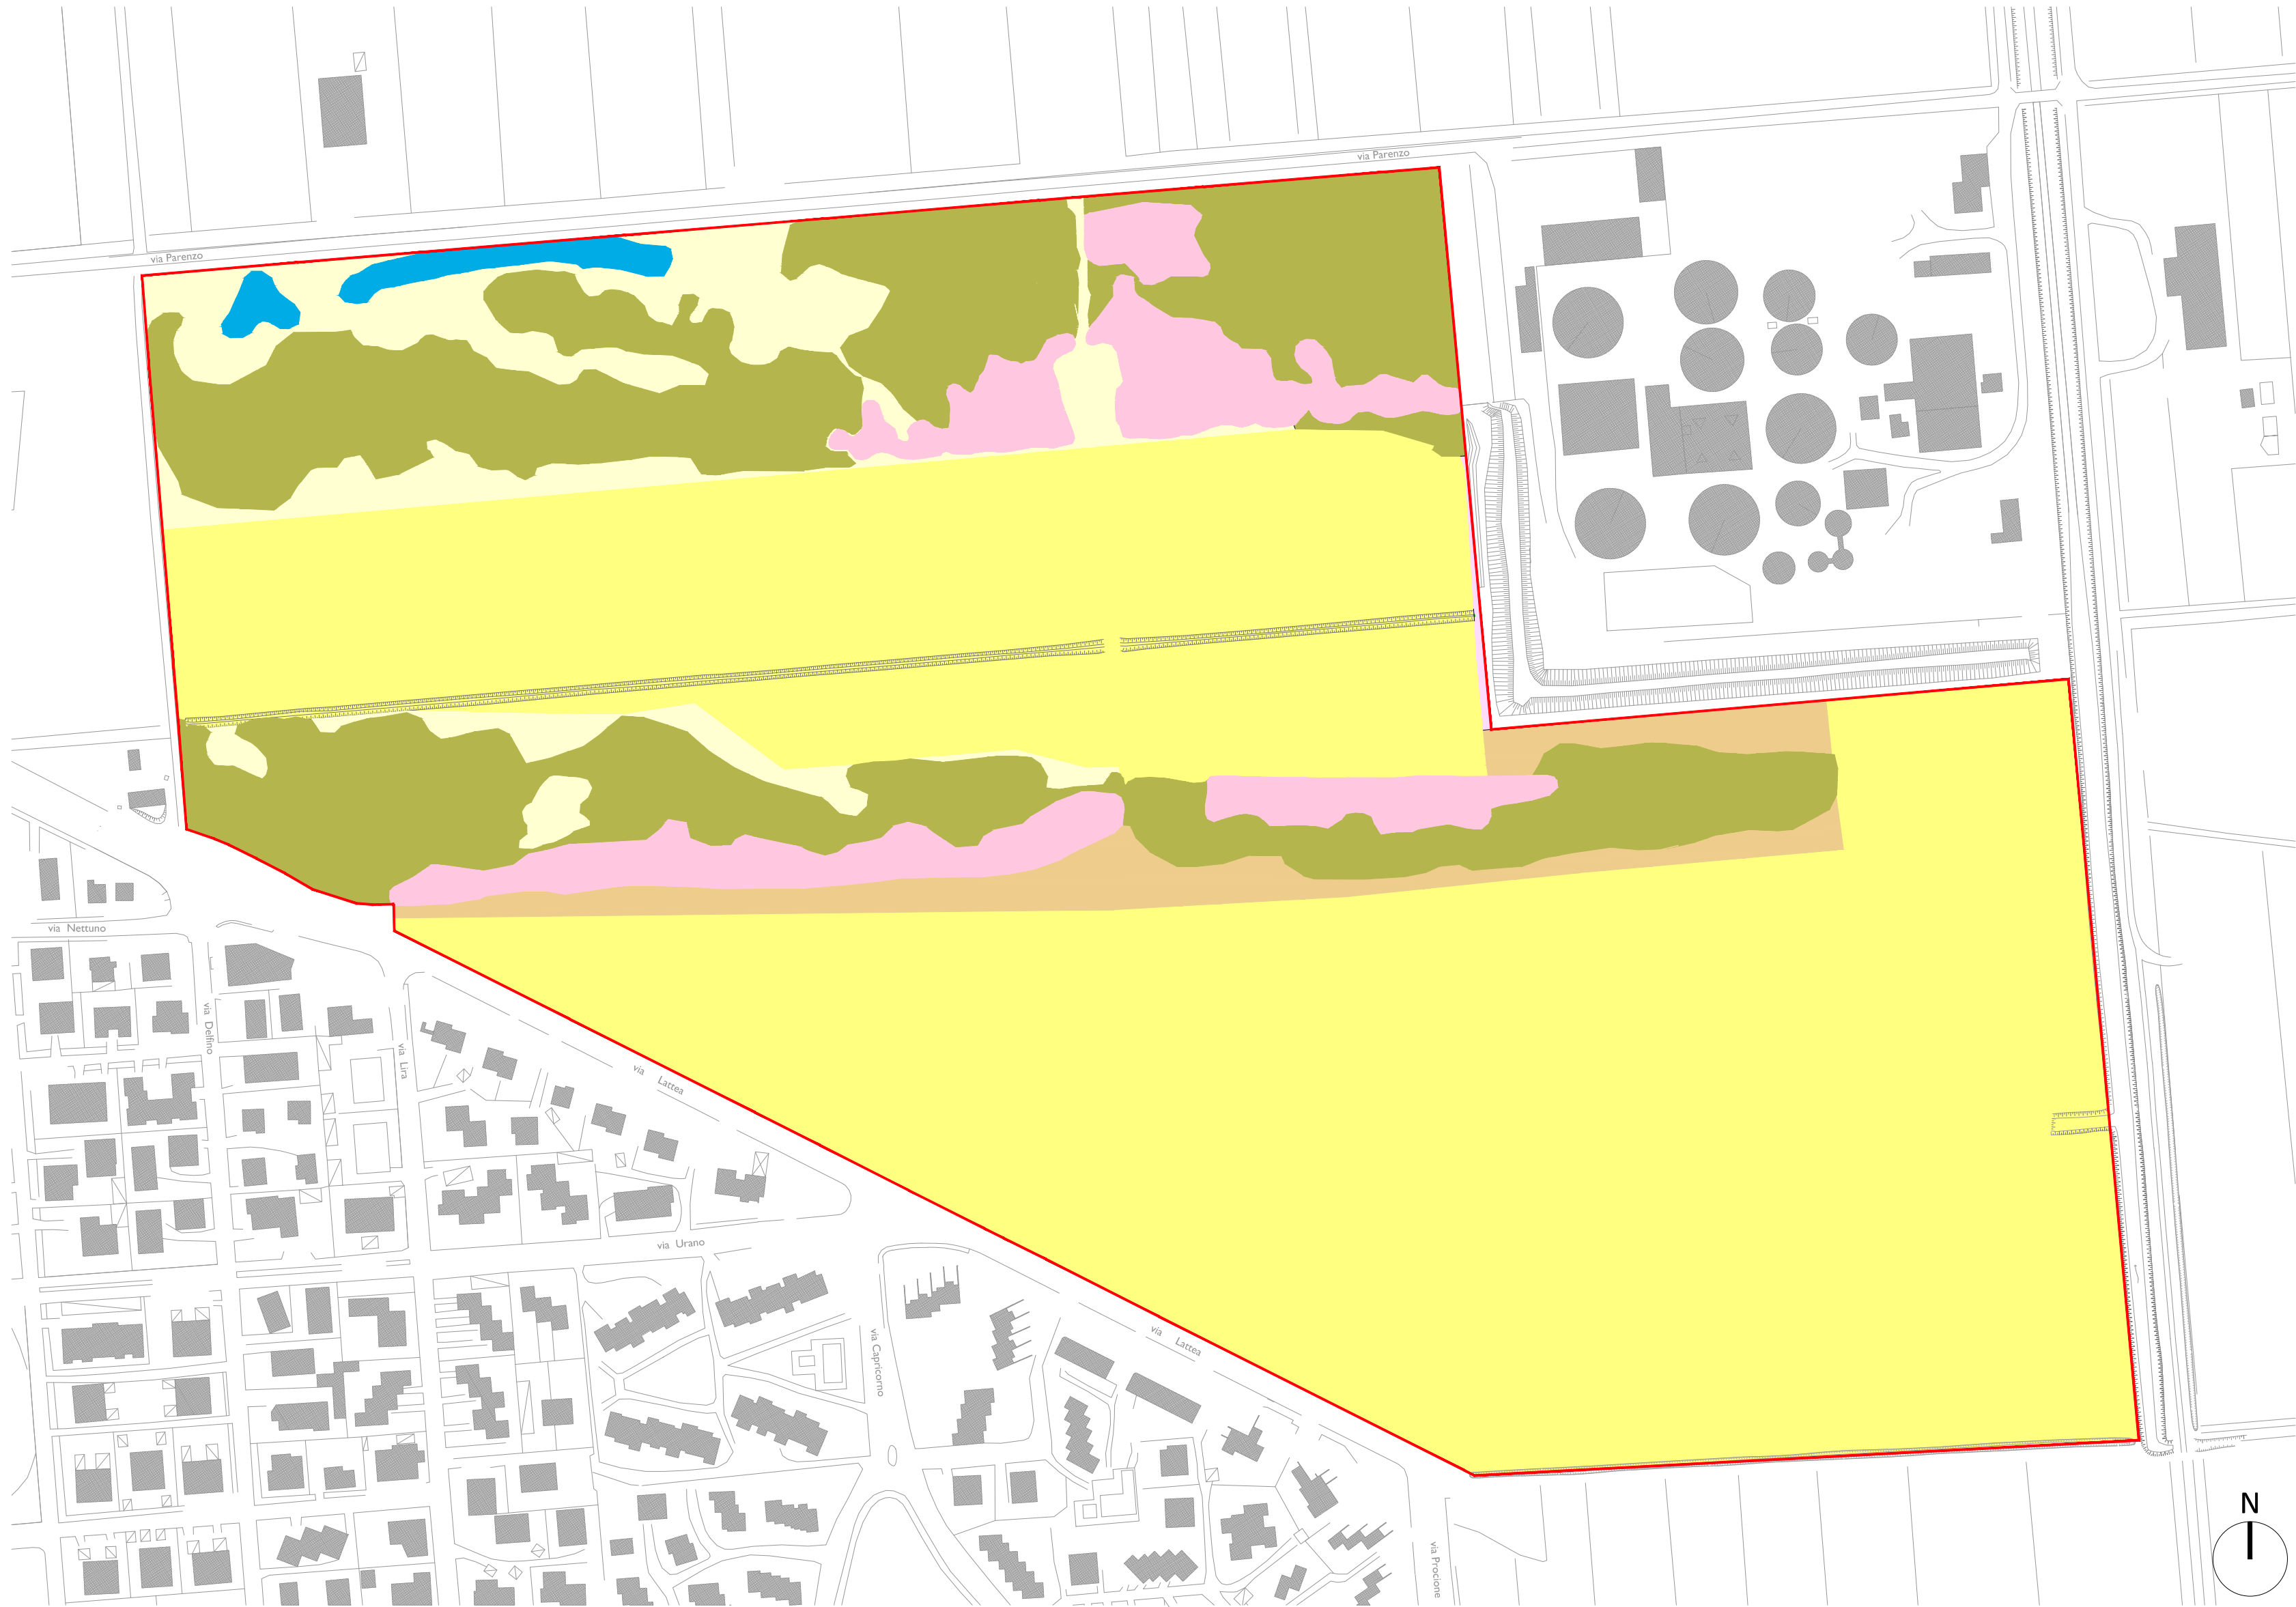 via Parenzo
via Parenzo
via Nettuno
via Delfino
via Lira
via Lattea
via Urano
via Capricorno
via Lattea
via Procione
N